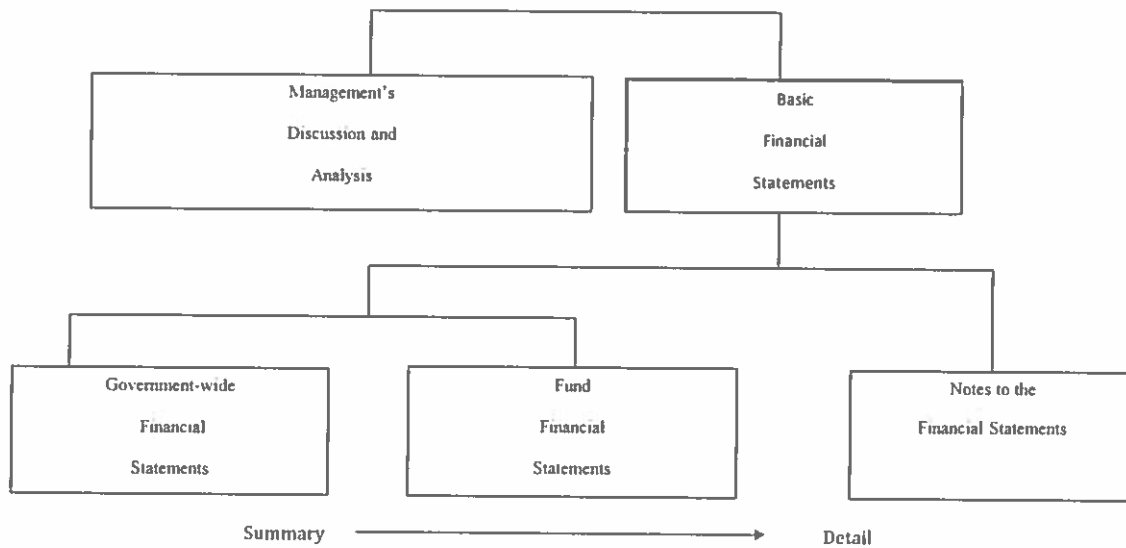 Management's
Discussion and
Analysis
Basic
Financial
Statements
Government-wide
Financial
Statements
Fund
Financial
Statements
Notes to the
Financial Statements
Summary
Detail